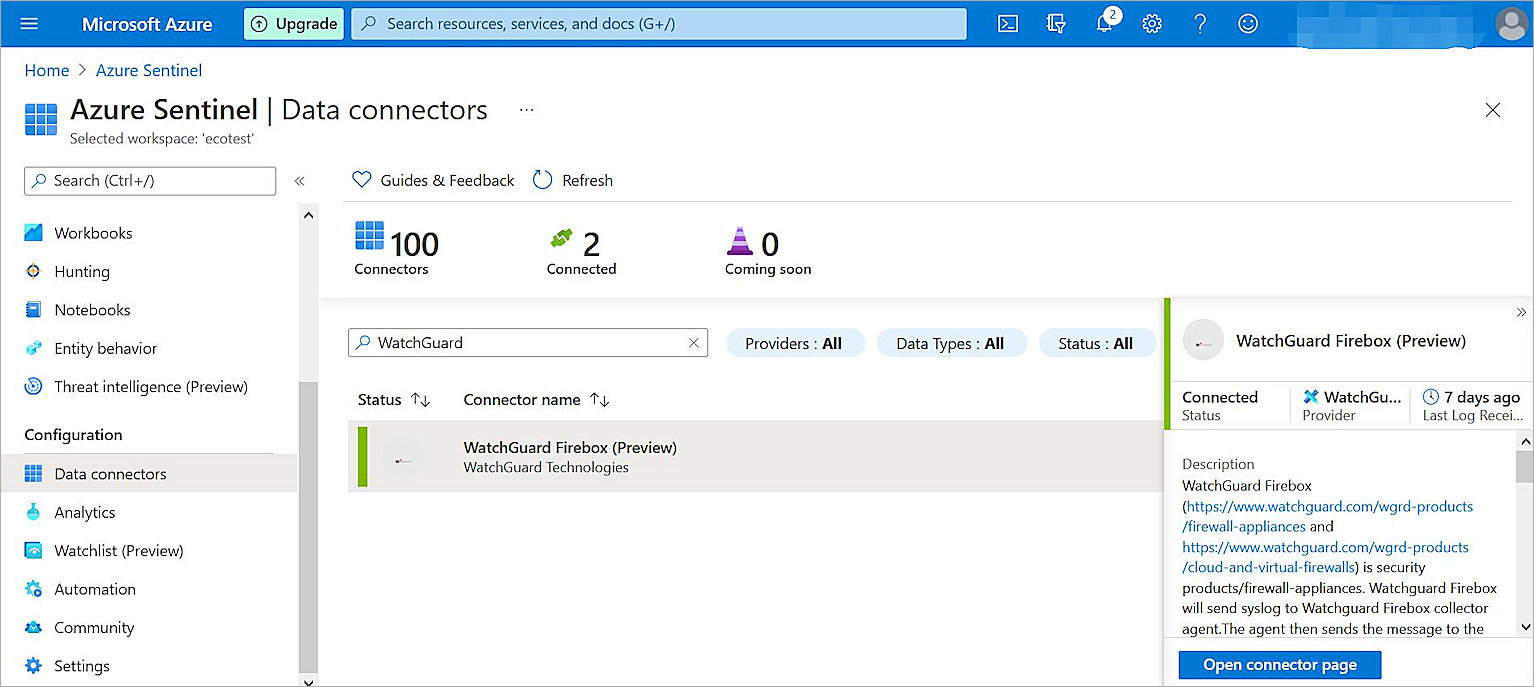 Microsoft Azure
Upgrade
Search resources, services, and docs (G+/)
2
Home > Azure Sentinel
Azure Sentinel | Data connectors ...
Selected workspace: 'ecotest'
Search (Ctrl+/)
«
Guides & Feedback
Refresh
Workbooks
Hunting
Notebooks
Entity behavior
Threat intelligence (Preview)
Configuration
Data connectors
Analytics
Watchlist (Preview)
Automation
Community
Settings
100
Connectors
2
Connected
0
Coming soon
WatchGuard
Providers : All
Data Types : All
Status : All
Status ↑↓
Connector name ↑↓
WatchGuard Firebox (Preview)
WatchGuard Technologies
»
WatchGuard Firebox (Preview)
Connected
Status
WatchGu...
Provider
7 days ago
Last Log Recei...
Description
WatchGuard Firebox
(https://www.watchguard.com/wgrd-products
/firewall-appliances and
https://www.watchguard.com/wgrd-products
/cloud-and-virtual-firewalls) is security
products/firewall-appliances. Watchguard Firebox
will send syslog to Watchguard Firebox collector
agent.The agent then sends the message to the
Open connector page